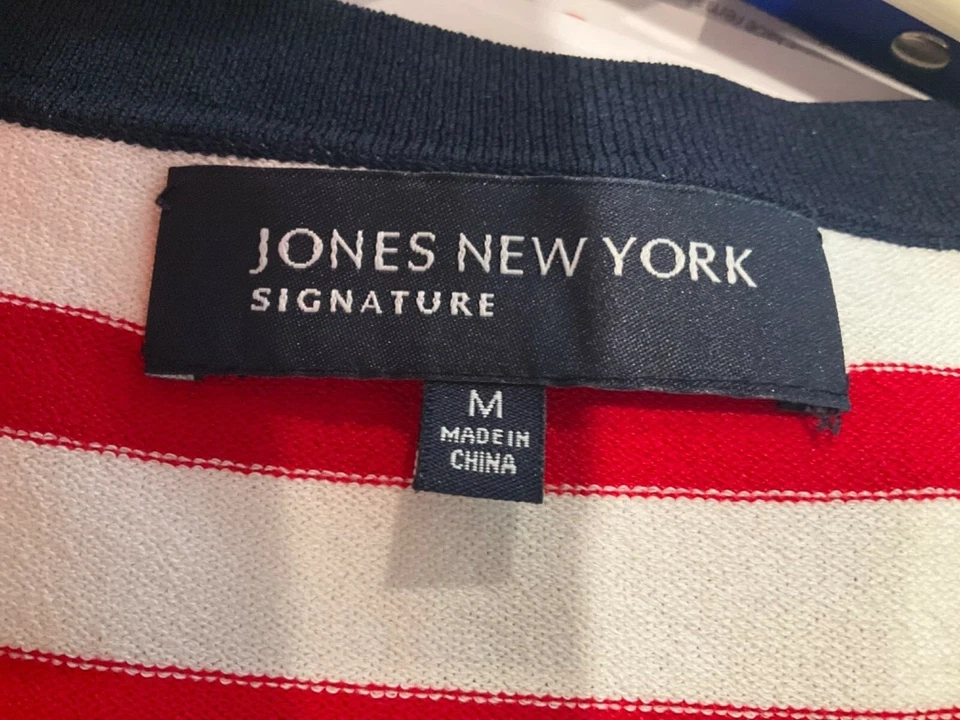 JONES NEW YORK
SIGNATURE
M
MADE IN
CHINA